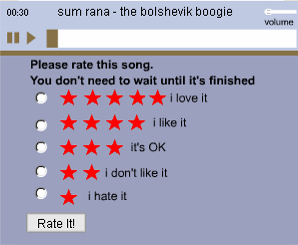 00:30 sum rana - the bolshevik boogie
volume
Please rate this song.
You don't need to wait until it's finished
i love it
i like it
it's OK
i don't like it
i hate it
Rate It!